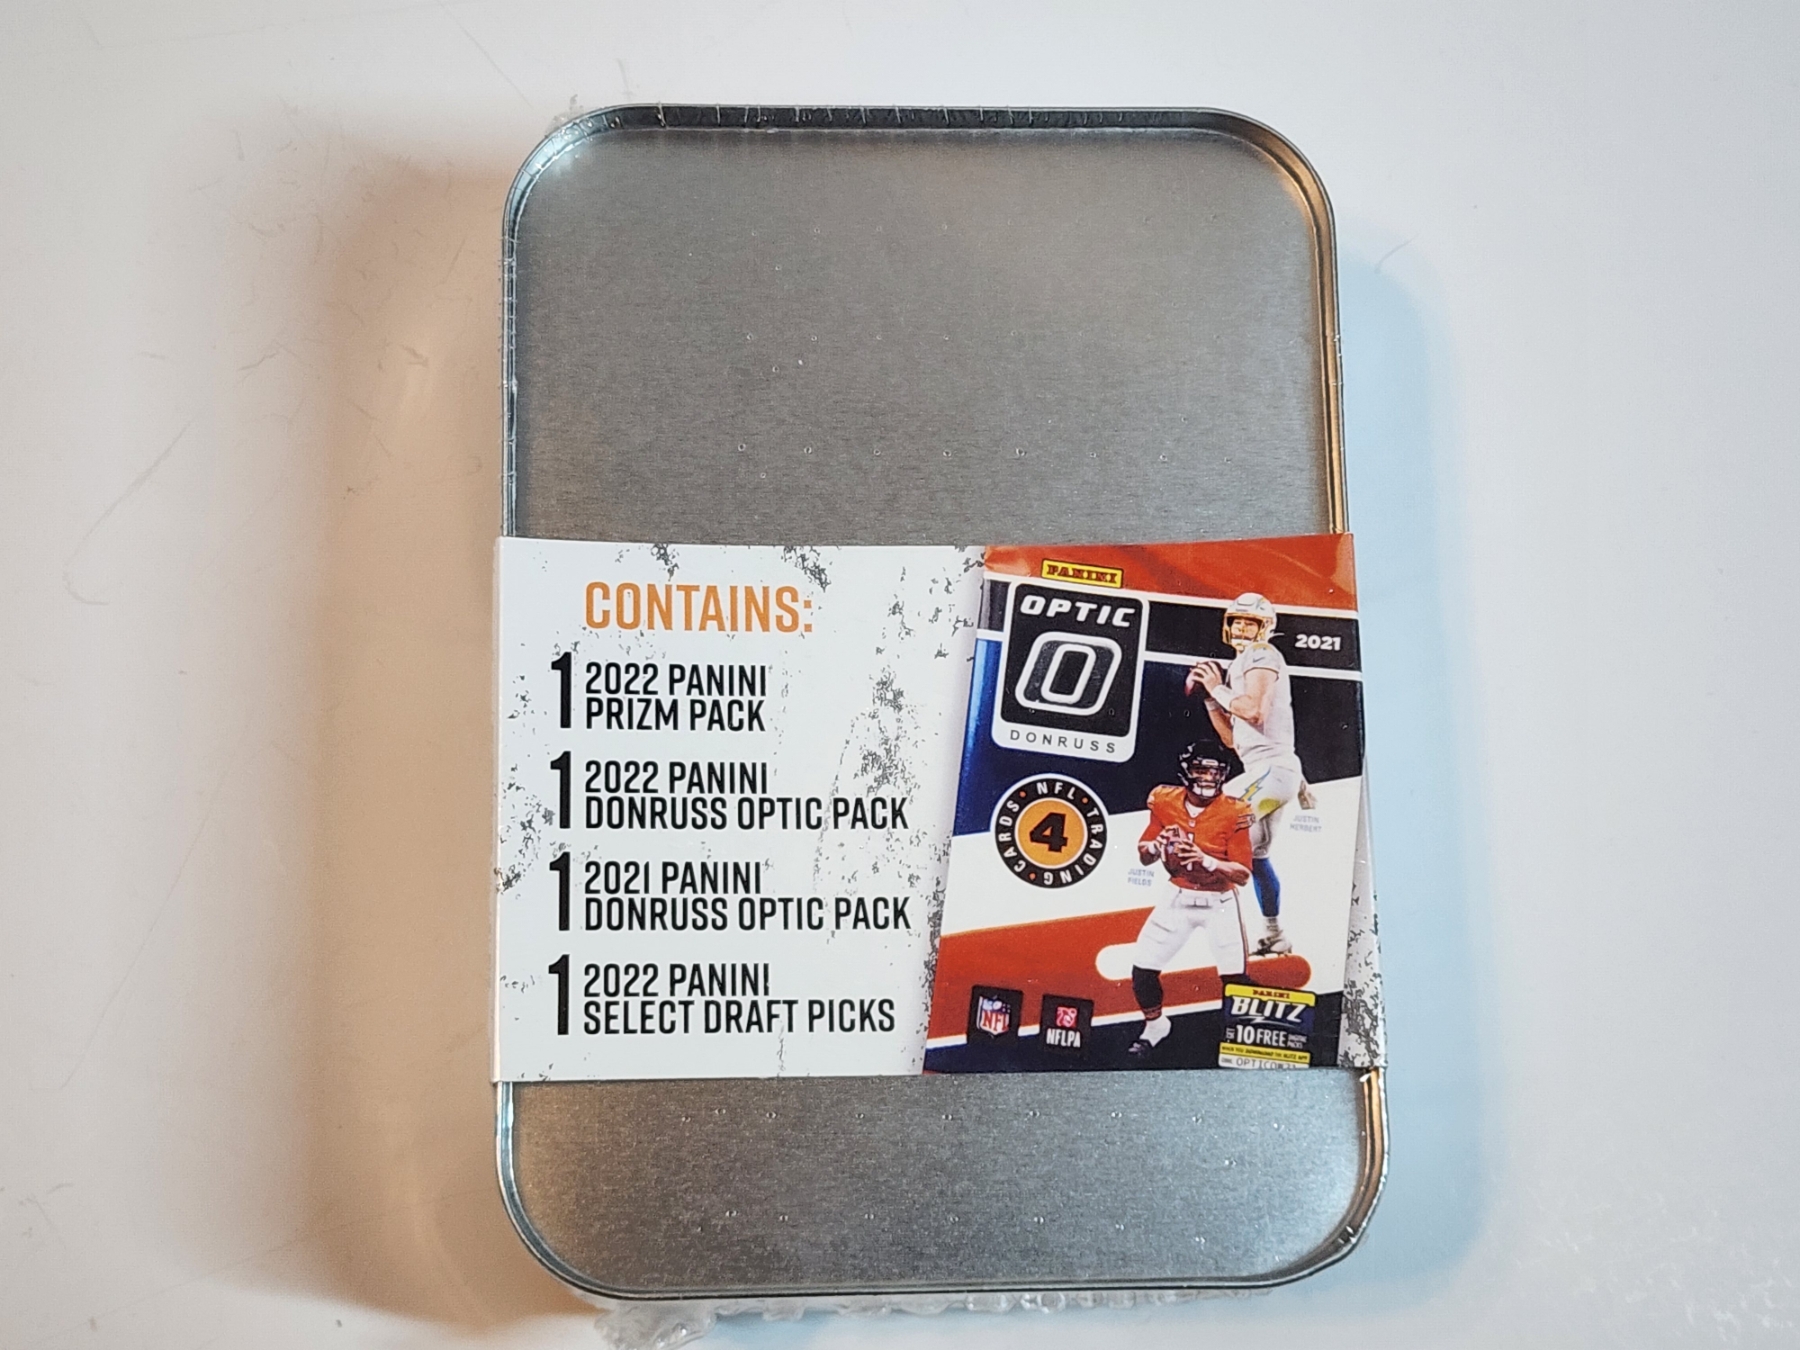 CONTAINS:
1 2022 PANINI
PRIZM PACK
1 2022 PANINI
DONRUSS OPTIC PACK
1 2021 PANINI
DONRUSS OPTIC PACK
1 2022 PANINI
SELECT DRAFT PICKS
PANINI
OPTIC
DONRUSS
2021
NFL • TRADING • CARDS
4
JUSTIN
HERBERT
JUSTIN
FIELDS
NFL
NFLPA
PANINI
BLITZ
10 FREE